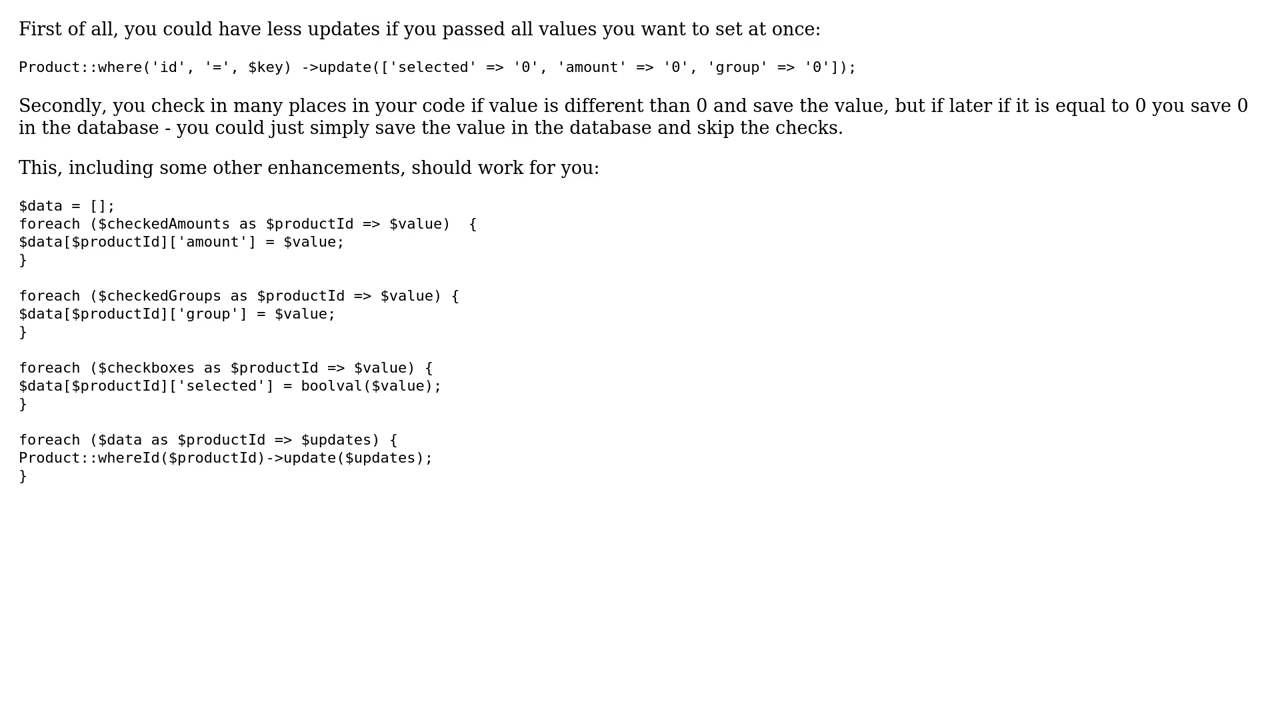 First of all, you could have less updates if you passed all values you want to set at once:
Product::where('id', '=', $key) ->update(['selected' => '0', 'amount' => '0', 'group' => '0']);
Secondly, you check in many places in your code if value is different than 0 and save the value, but if later if it is equal to 0 you save 0
in the database - you could just simply save the value in the database and skip the checks.
This, including some other enhancements, should work for you:
$data = [];
foreach ($checkedAmounts as $productId => $value)  {
$data[$productId]['amount'] = $value;
}
foreach ($checkedGroups as $productId => $value) {
$data[$productId]['group'] = $value;
}
foreach ($checkboxes as $productId => $value) {
$data[$productId]['selected'] = boolval($value);
}
foreach ($data as $productId => $updates) {
Product::whereId($productId)->update($updates);
}